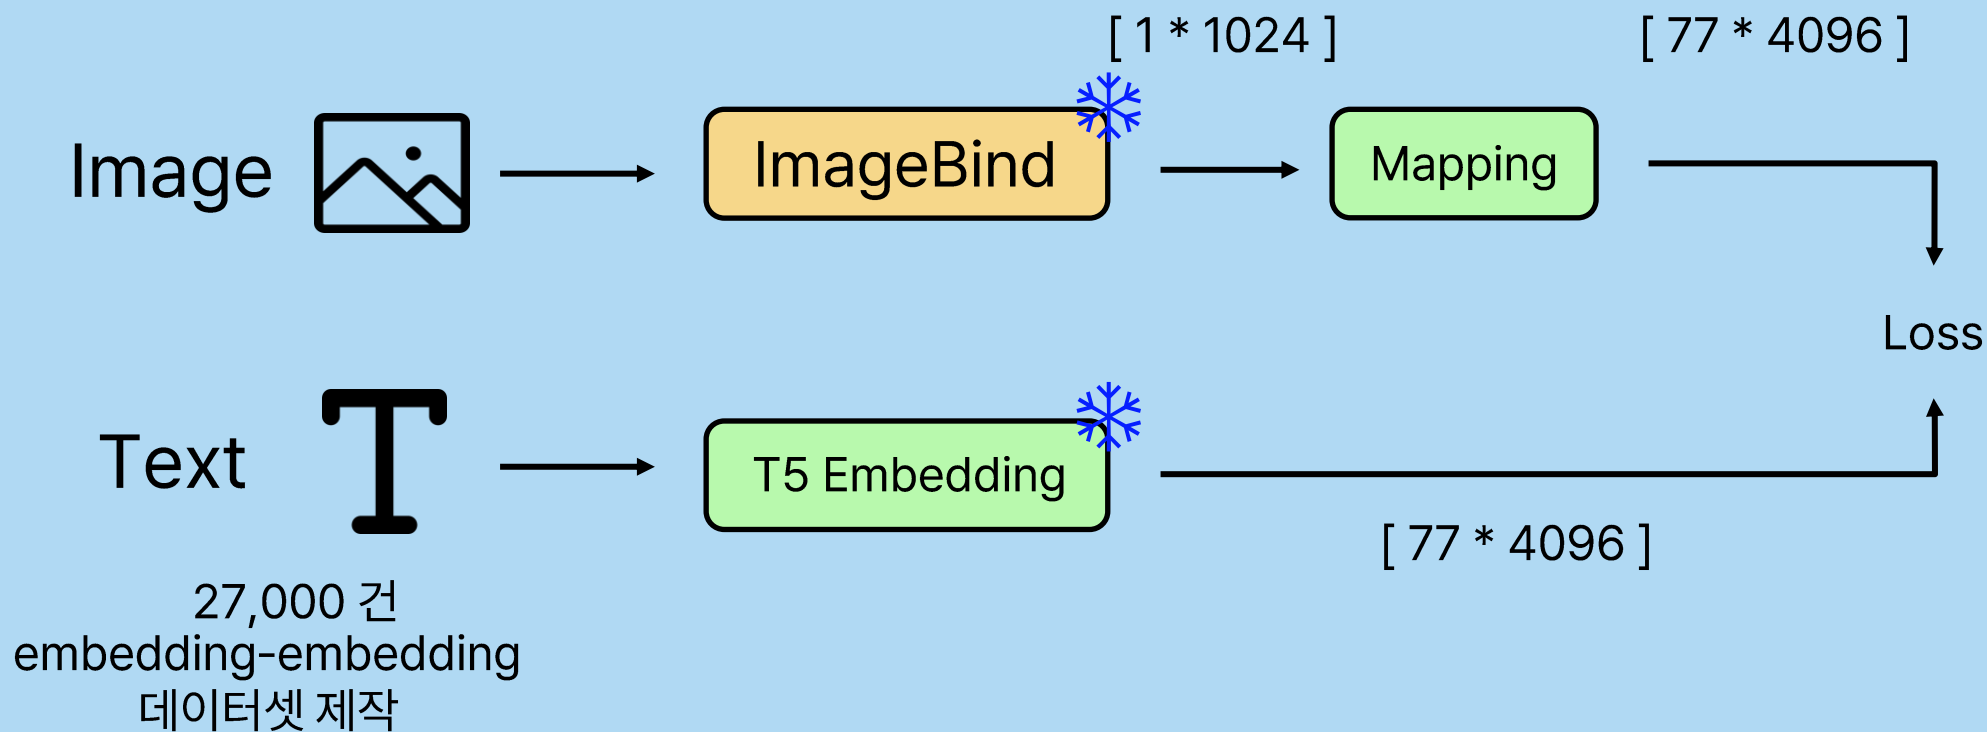 [ 1 * 1024 ]
[ 77 * 4096 ]
Image
ImageBind
Mapping
Loss
Text
T5 Embedding
[ 77 * 4096 ]
27,000 건
embedding-embedding
데이터셋 제작